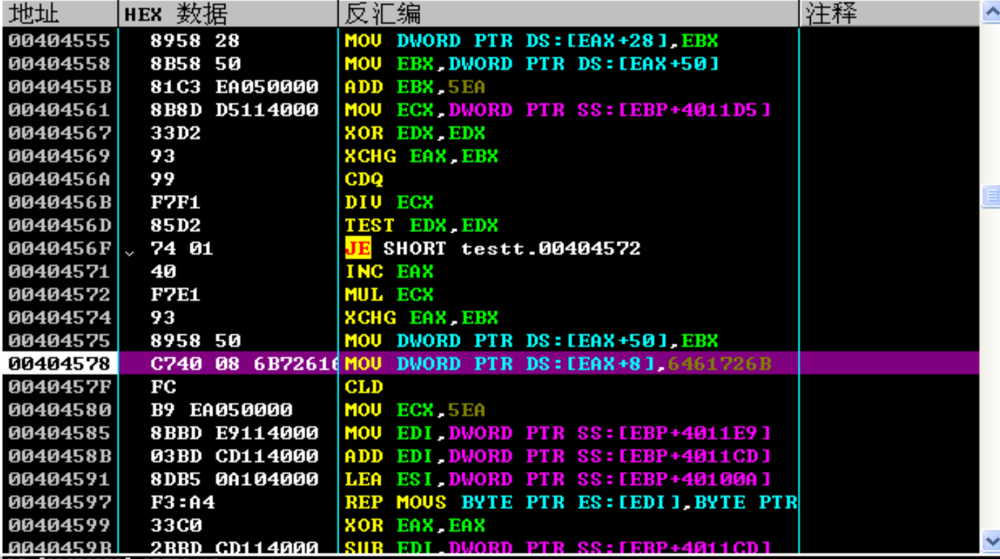 地址 HEX 数据 反汇编 注释
00404555 8958 28 MOV DWORD PTR DS:[EAX+28],EBX
00404558 8B58 50 MOV EBX,DWORD PTR DS:[EAX+50]
0040455B 81C3 EA050000 ADD EBX,5EA
00404561 8B8D D5114000 MOV ECX,DWORD PTR SS:[EBP+4011D5]
00404567 33D2 XOR EDX,EDX
00404569 93 XCHG EAX,EBX
0040456A 99 CDQ
0040456B F7F1 DIV ECX
0040456D 85D2 TEST EDX,EDX
0040456F 74 01 JE SHORT testt.00404572
00404571 40 INC EAX
00404572 F7E1 MUL ECX
00404574 93 XCHG EAX,EBX
00404575 8958 50 MOV DWORD PTR DS:[EAX+50],EBX
00404578 C740 08 6B72616 MOV DWORD PTR DS:[EAX+8],6461726B
0040457F FC CLD
00404580 B9 EA050000 MOV ECX,5EA
00404585 8BBD E9114000 MOV EDI,DWORD PTR SS:[EBP+4011E9]
0040458B 03BD CD114000 ADD EDI,DWORD PTR SS:[EBP+4011CD]
00404591 8DB5 0A104000 LEA ESI,DWORD PTR SS:[EBP+40100A]
00404597 F3:A4 REP MOVS BYTE PTR ES:[EDI],BYTE PTR
00404599 33C0 XOR EAX,EAX
0040459B 2BBD CD114000 SUB EDI,DWORD PTR SS:[EBP+4011CD]